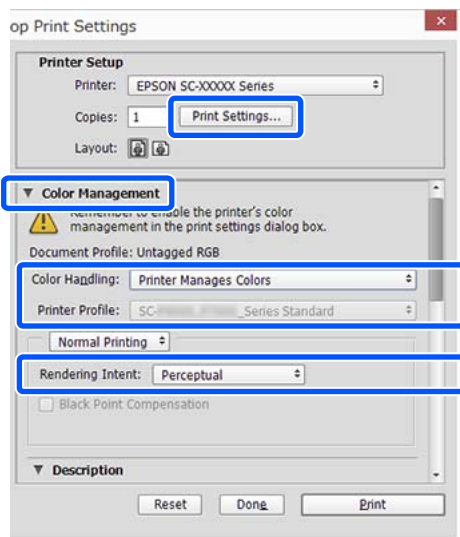 op Print Settings
Printer Setup
Printer: EPSON SC-XXXXX Series
Copies: 1 Print Settings...
Layout:
Color Management
Remember to enable the printer's color
management in the print settings dialog box.
Document Profile: Untagged RGB
Color Handling: Printer Manages Colors
Printer Profile: SC- _Series Standard
Normal Printing
Rendering Intent: Perceptual
Black Point Compensation
Description
Reset Done Print